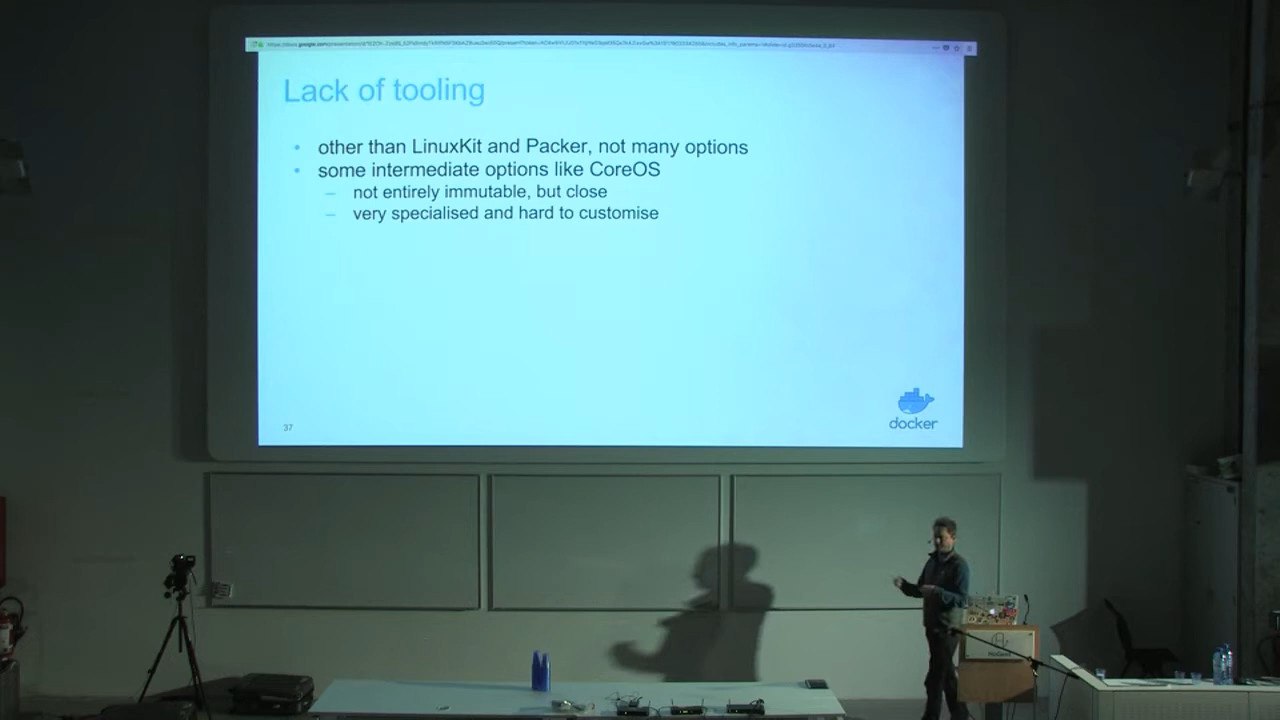 Lack of tooling
• other than LinuxKit and Packer, not many options
• some intermediate options like CoreOS
– not entirely immutable, but close
– very specialised and hard to customise
docker
37